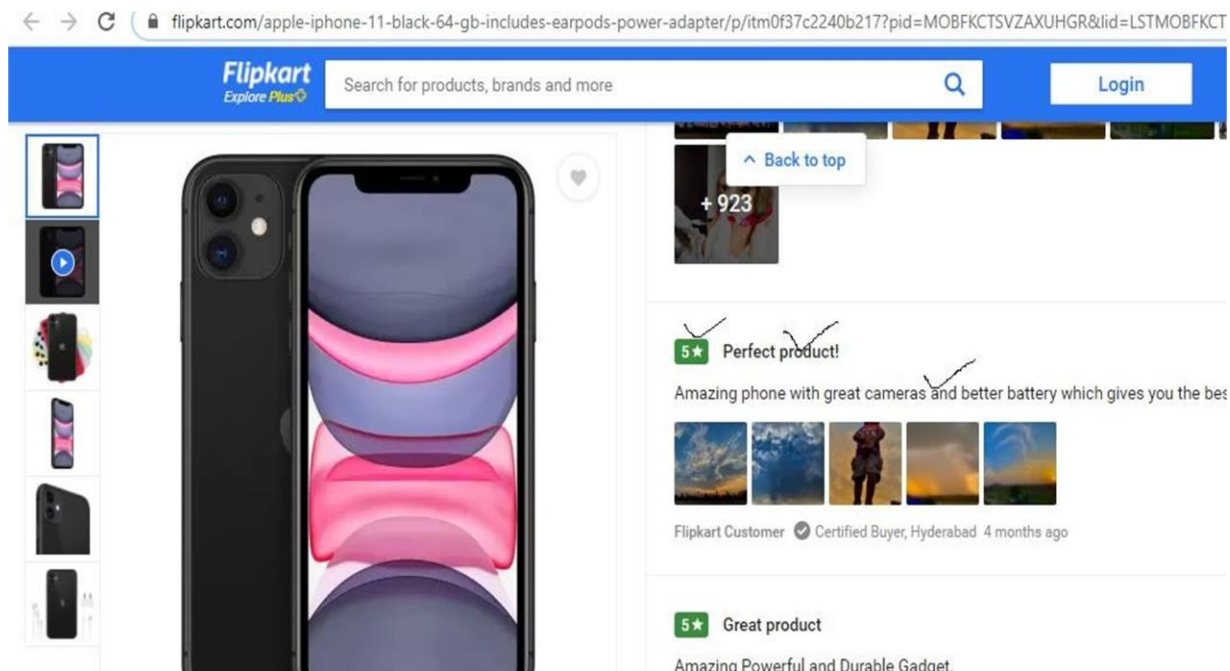 flipkart.com/apple-iphone-11-black-64-gb-includes-earpods-power-adapter/p/itm0f37c2240b217?pid=MOBFKCTSVZAXUHGR&lid=LSTMOBFKCT
Flipkart
Explore Plus
Search for products, brands and more
Login
Back to top
+ 923
5★ Perfect product!
Amazing phone with great cameras and better battery which gives you the bes
Flipkart Customer Certified Buyer, Hyderabad 4 months ago
5★ Great product
Amazing Powerful and Durable Gadget.